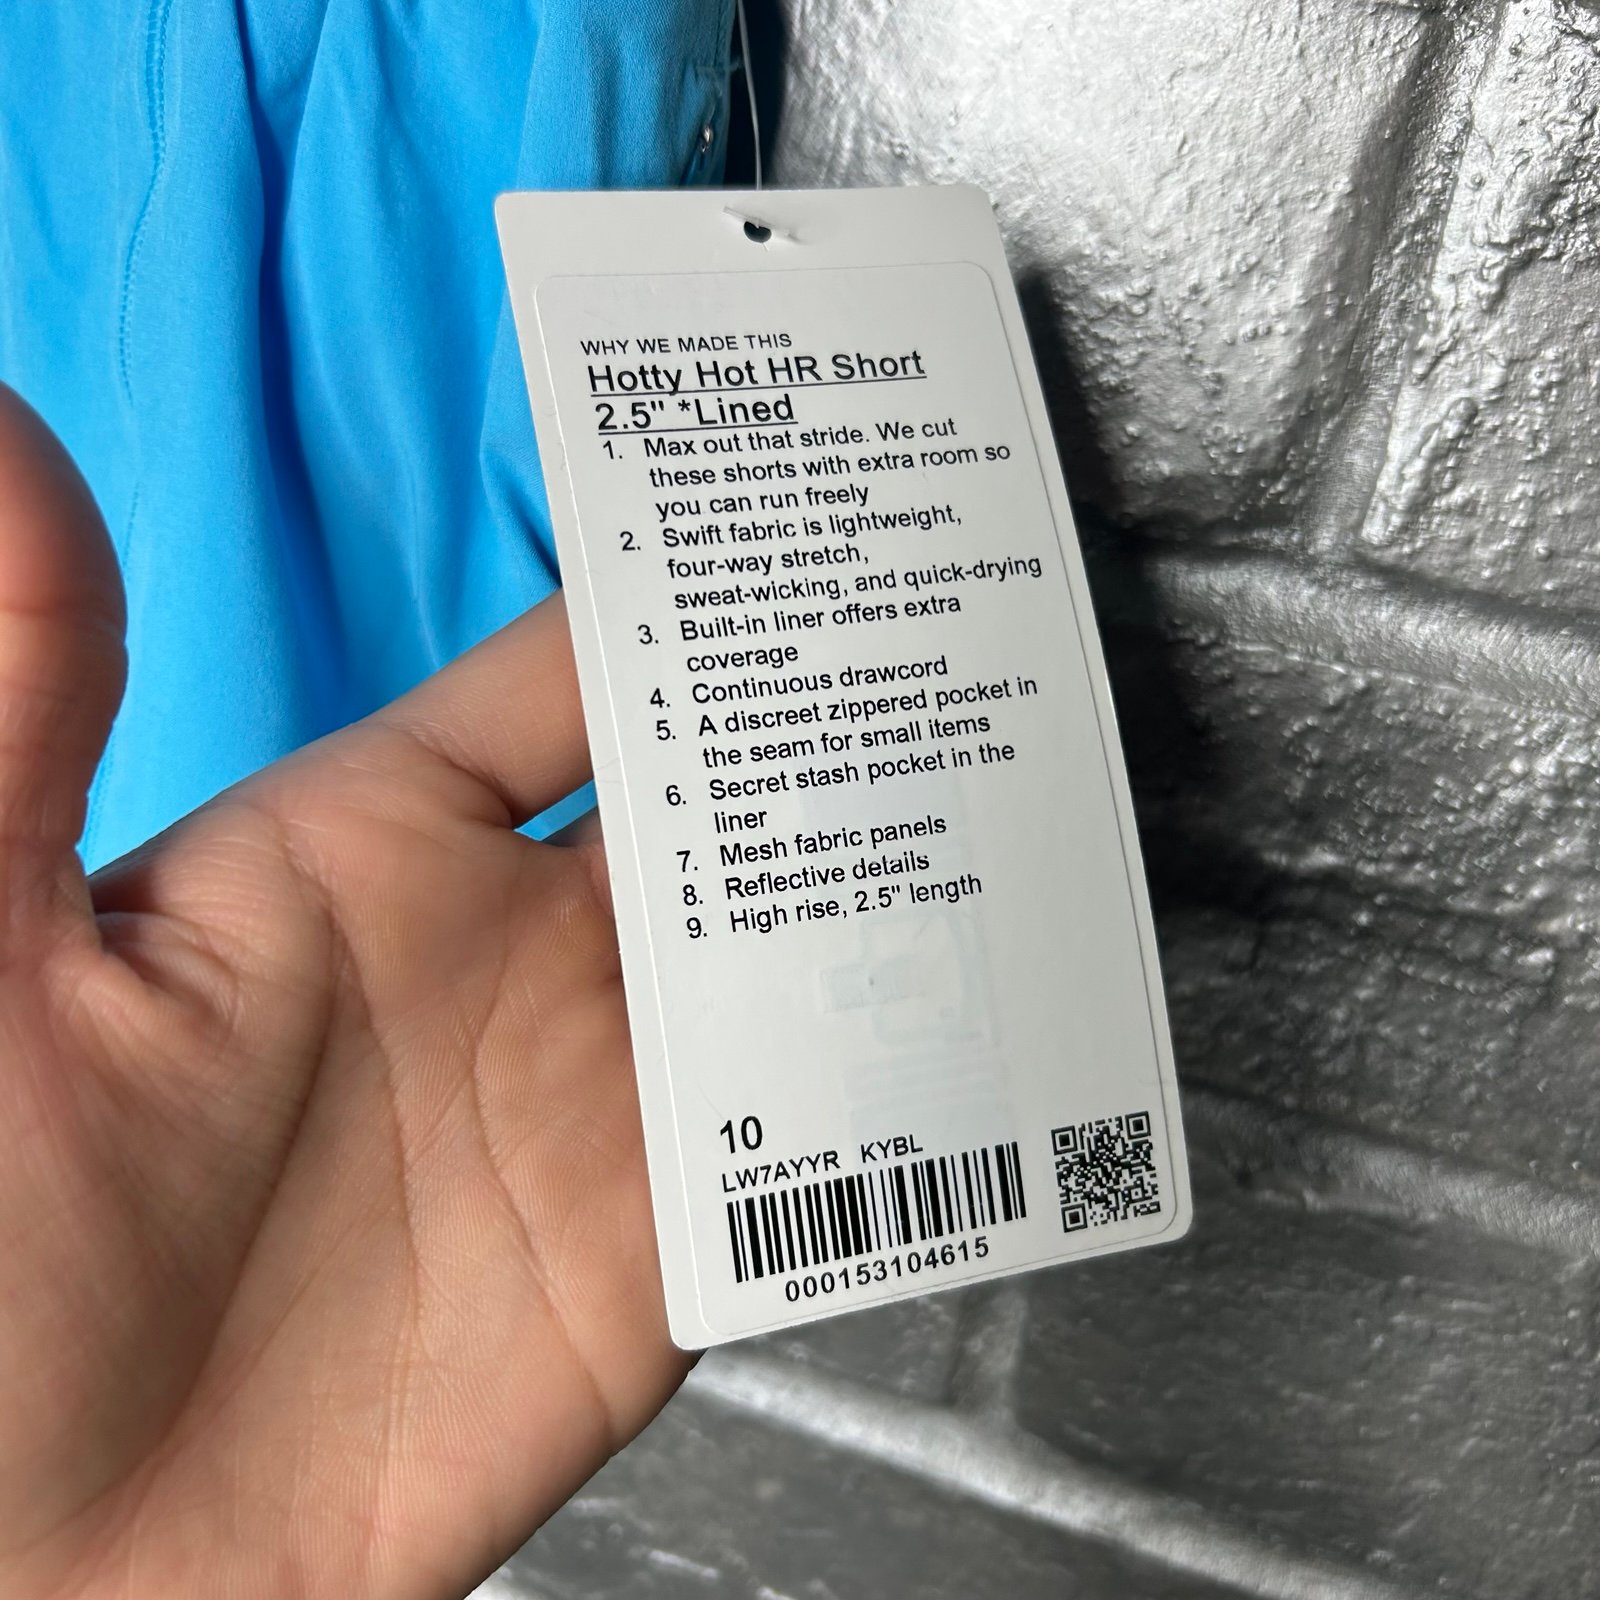 WHY WE MADE THIS
Hotty Hot HR Short
2.5" *Lined
1. Max out that stride. We cut
these shorts with extra room so
you can run freely
2. Swift fabric is lightweight,
four-way stretch,
sweat-wicking, and quick-drying
3. Built-in liner offers extra
coverage
4. Continuous drawcord
5. A discreet zippered pocket in
the seam for small items
6. Secret stash pocket in the
liner
7. Mesh fabric panels
8. Reflective details
9. High rise, 2.5" length
10
LW7AYYR KYBL
000153104615